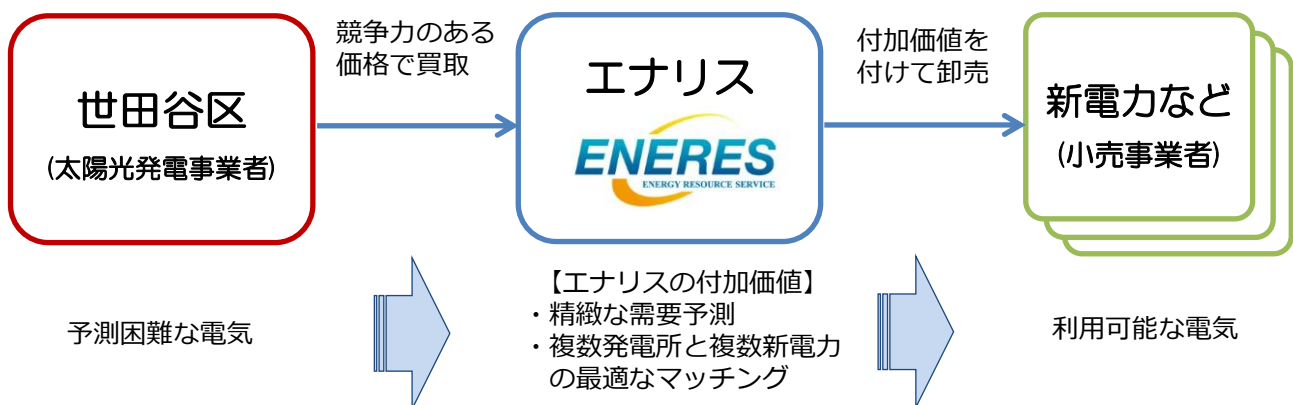 世田谷区
(太陽光発電事業者)
競争力のある
価格で買取
エナリス
ENERES
ENERGY RESOURCE SERVICE
付加価値を
付けて卸売
新電力など
(小売事業者)
予測困難な電気
【エナリスの付加価値】
・精緻な需要予測
・複数発電所と複数新電力
の最適なマッチング
利用可能な電気